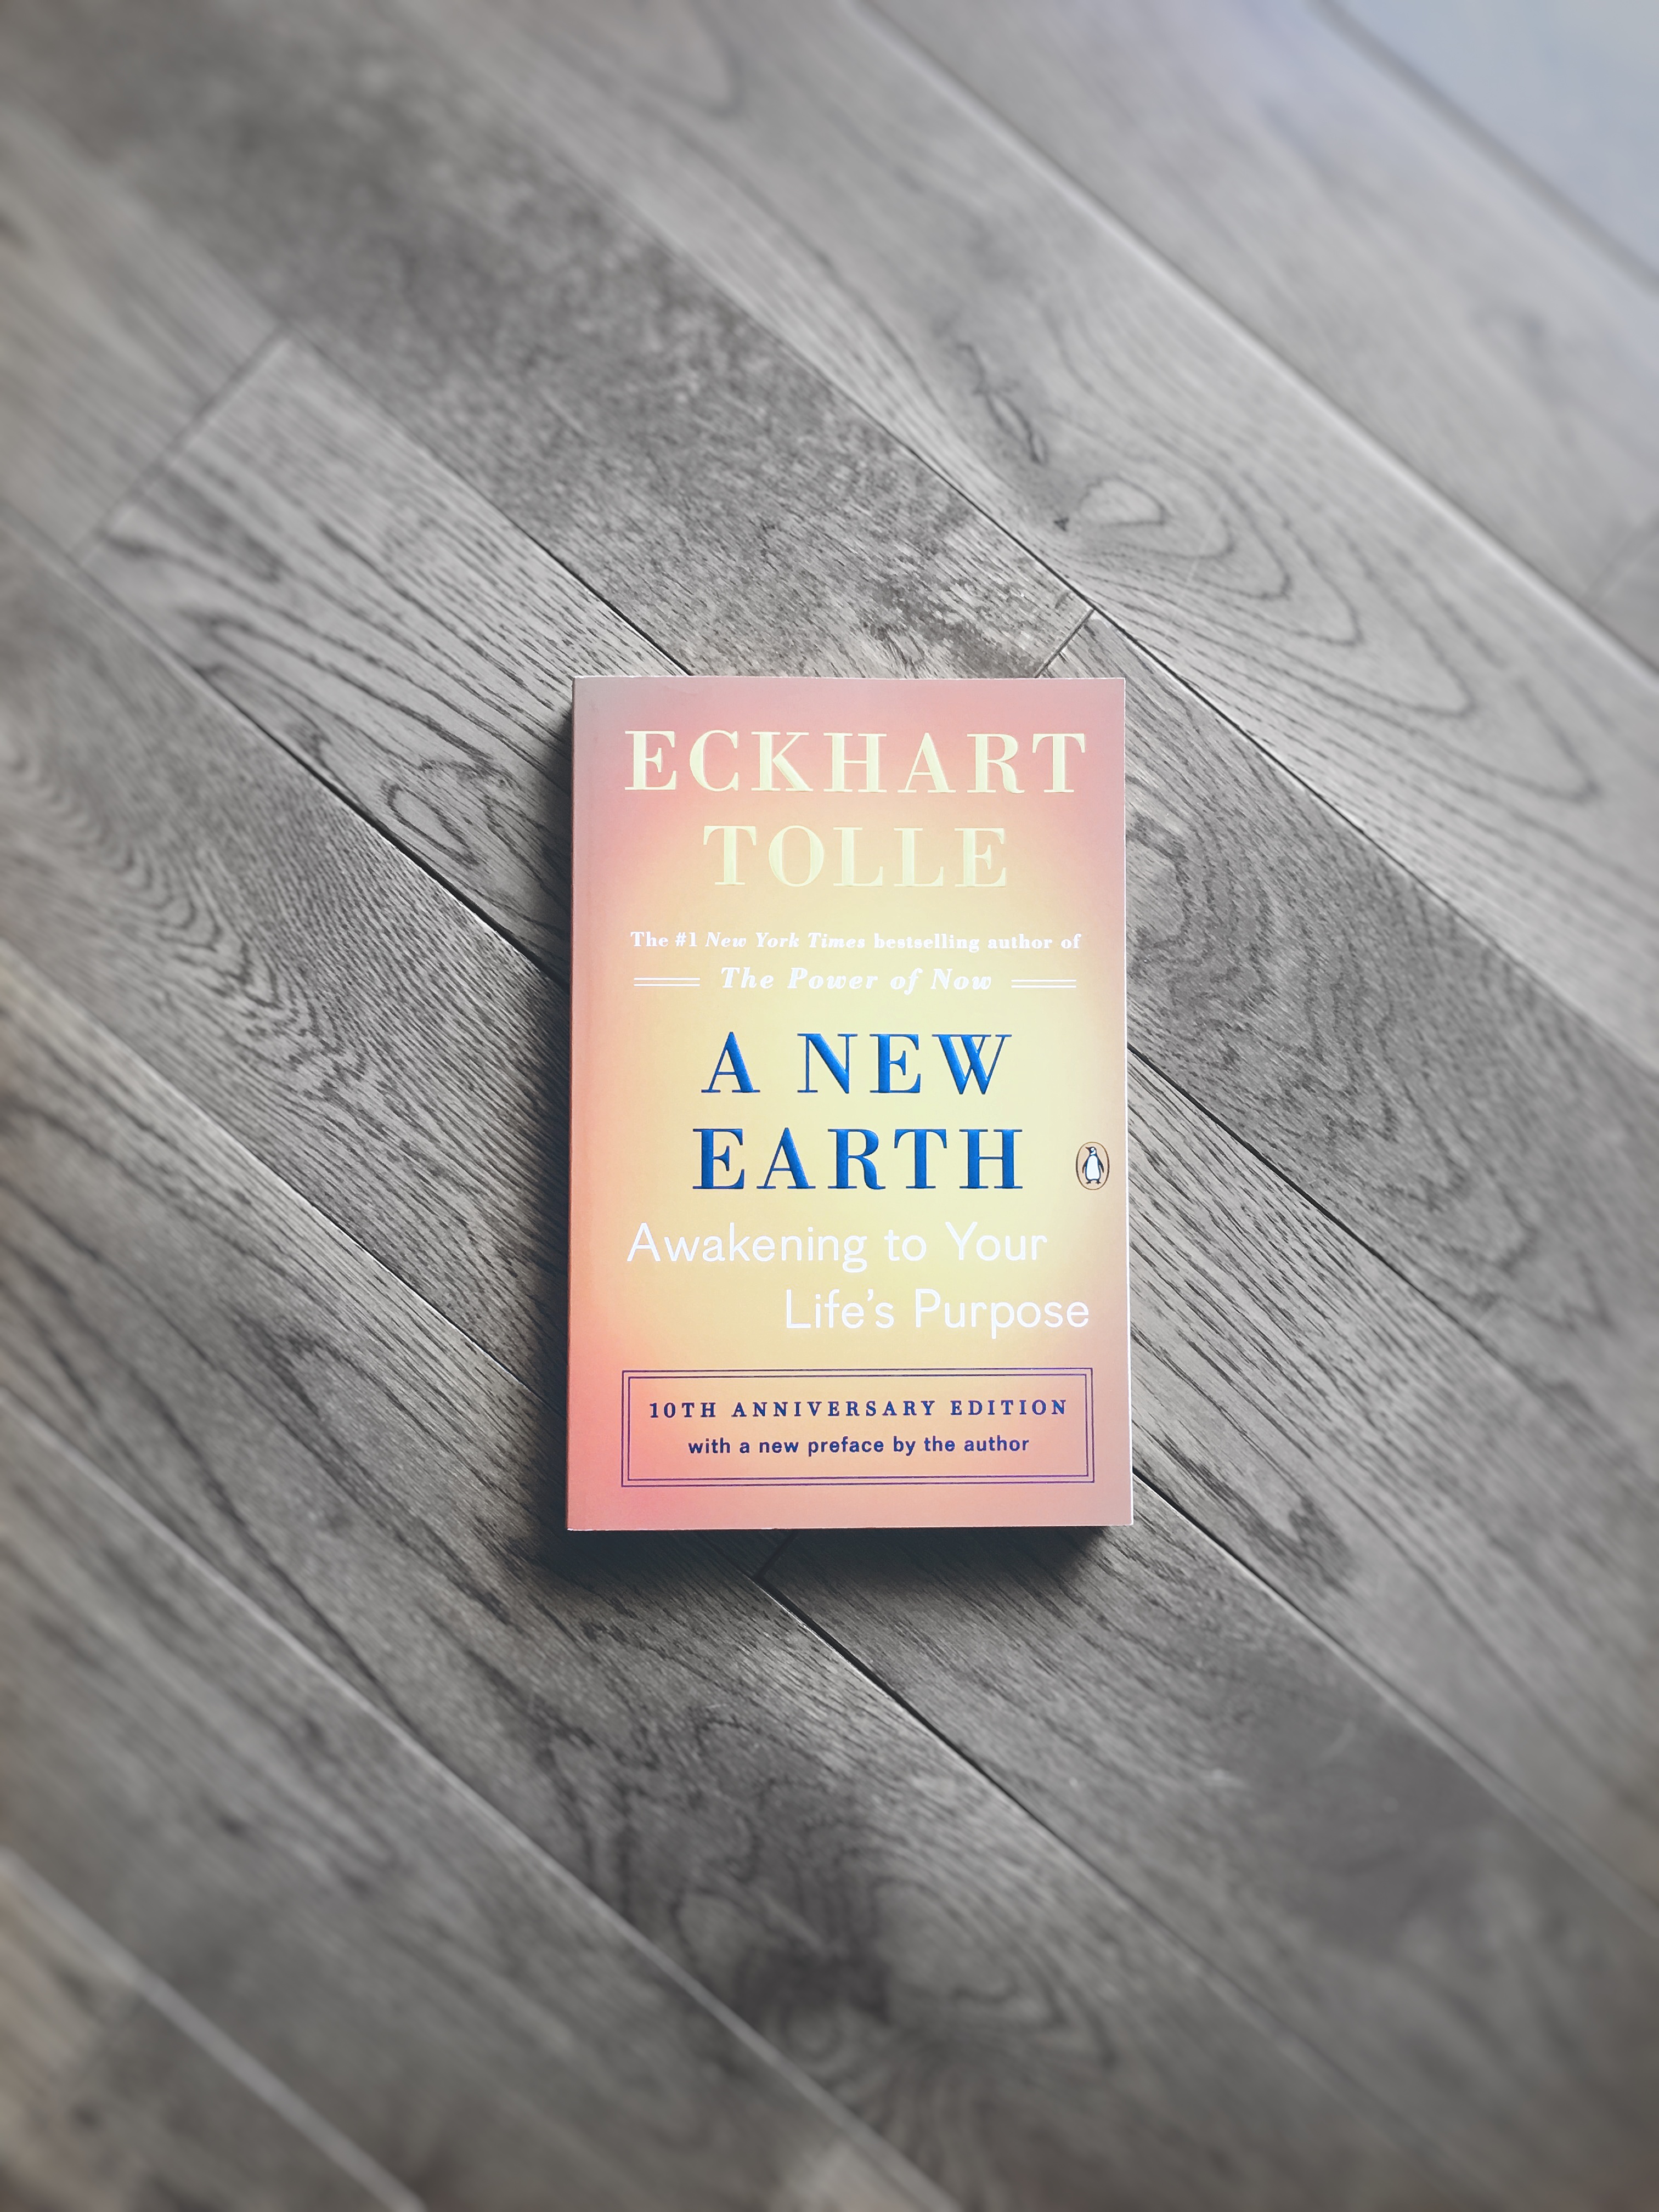 ECKHART
TOLLE
The #1 New York Times bestselling author of
The Power of Now
A NEW
EARTH
Awakening to Your
Life's Purpose
10TH ANNIVERSARY EDITION
with a new preface by the author